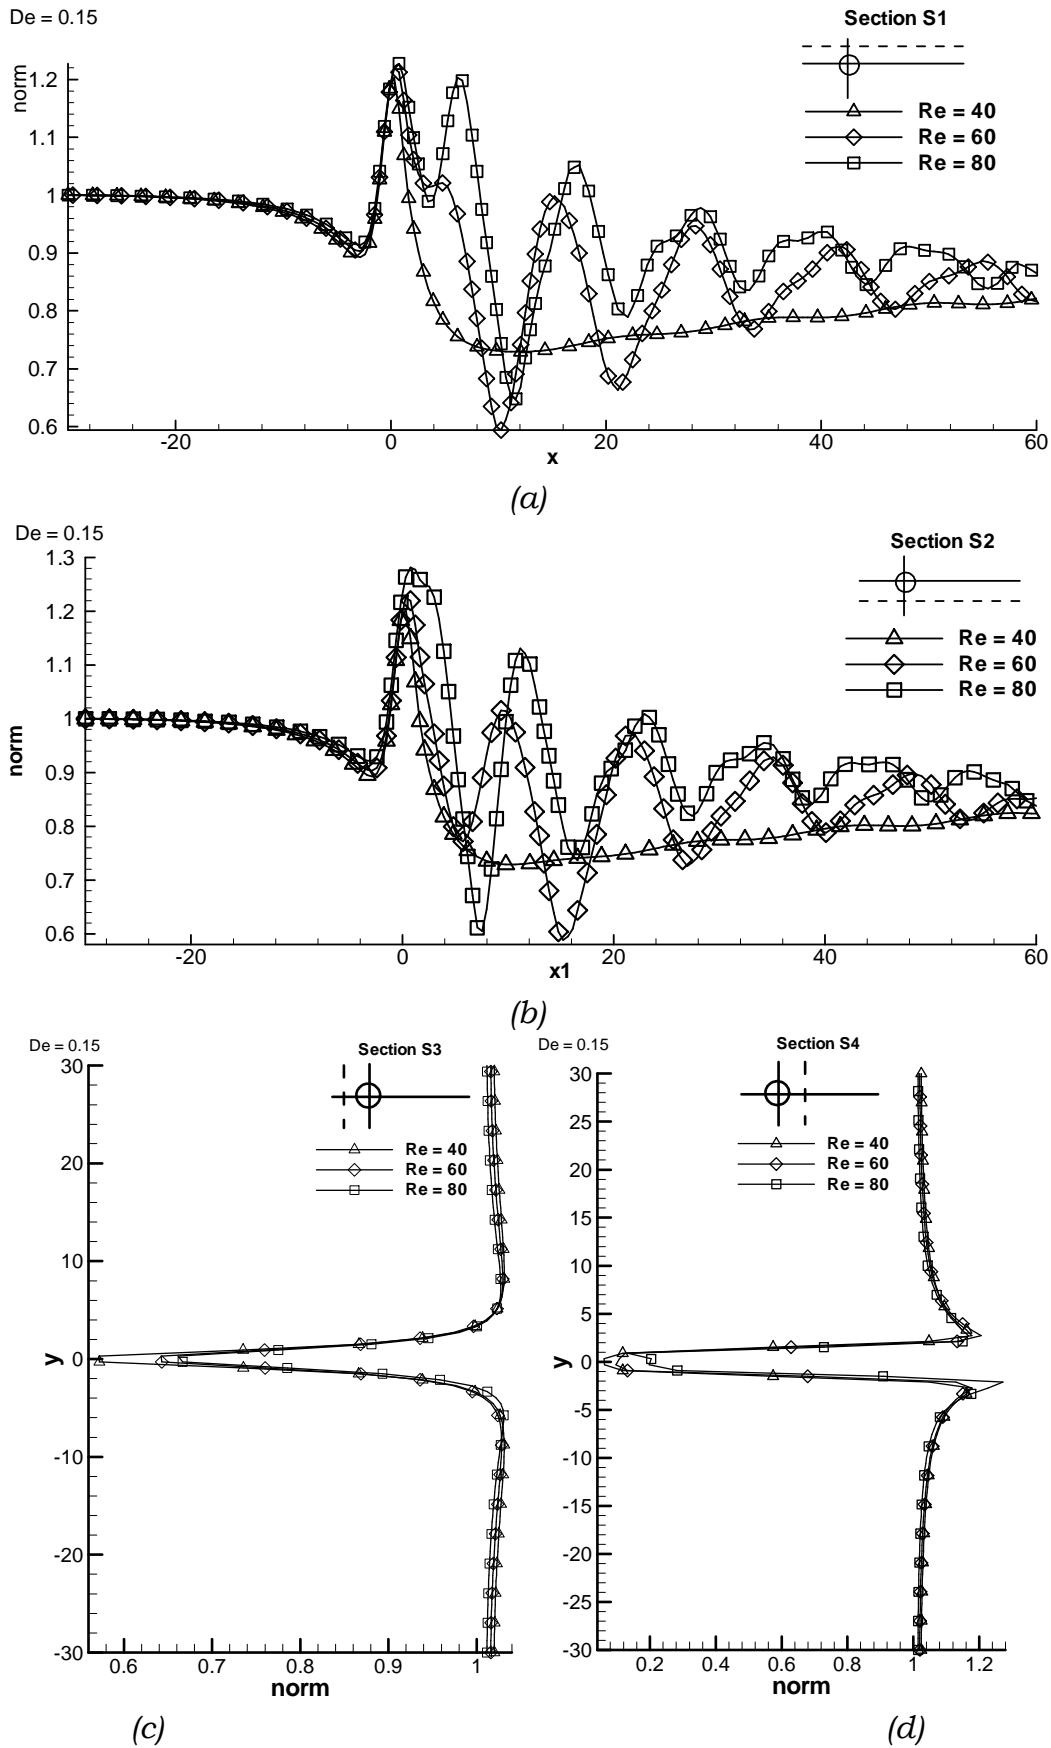 De = 0.15
Section S1
norm
1.2
1.1
1
0.9
0.8
0.7
0.6
Re = 40
Re = 60
Re = 80
-20
0
20
40
60
x
(a)
De = 0.15
Section S2
1.3
1.2
1.1
1
0.9
0.8
0.7
0.6
norm
Re = 40
Re = 60
Re = 80
-20
0
20
40
60
x1
(b)
De = 0.15
Section S3
30
20
10
0
-10
-20
-30
y
Re = 40
Re = 60
Re = 80
0.6
0.7
0.8
0.9
1
norm
(c)
De = 0.15
Section S4
30
25
20
15
10
5
0
-5
-10
-15
-20
-25
-30
y
Re = 40
Re = 60
Re = 80
0.2
0.4
0.6
0.8
1
1.2
norm
(d)